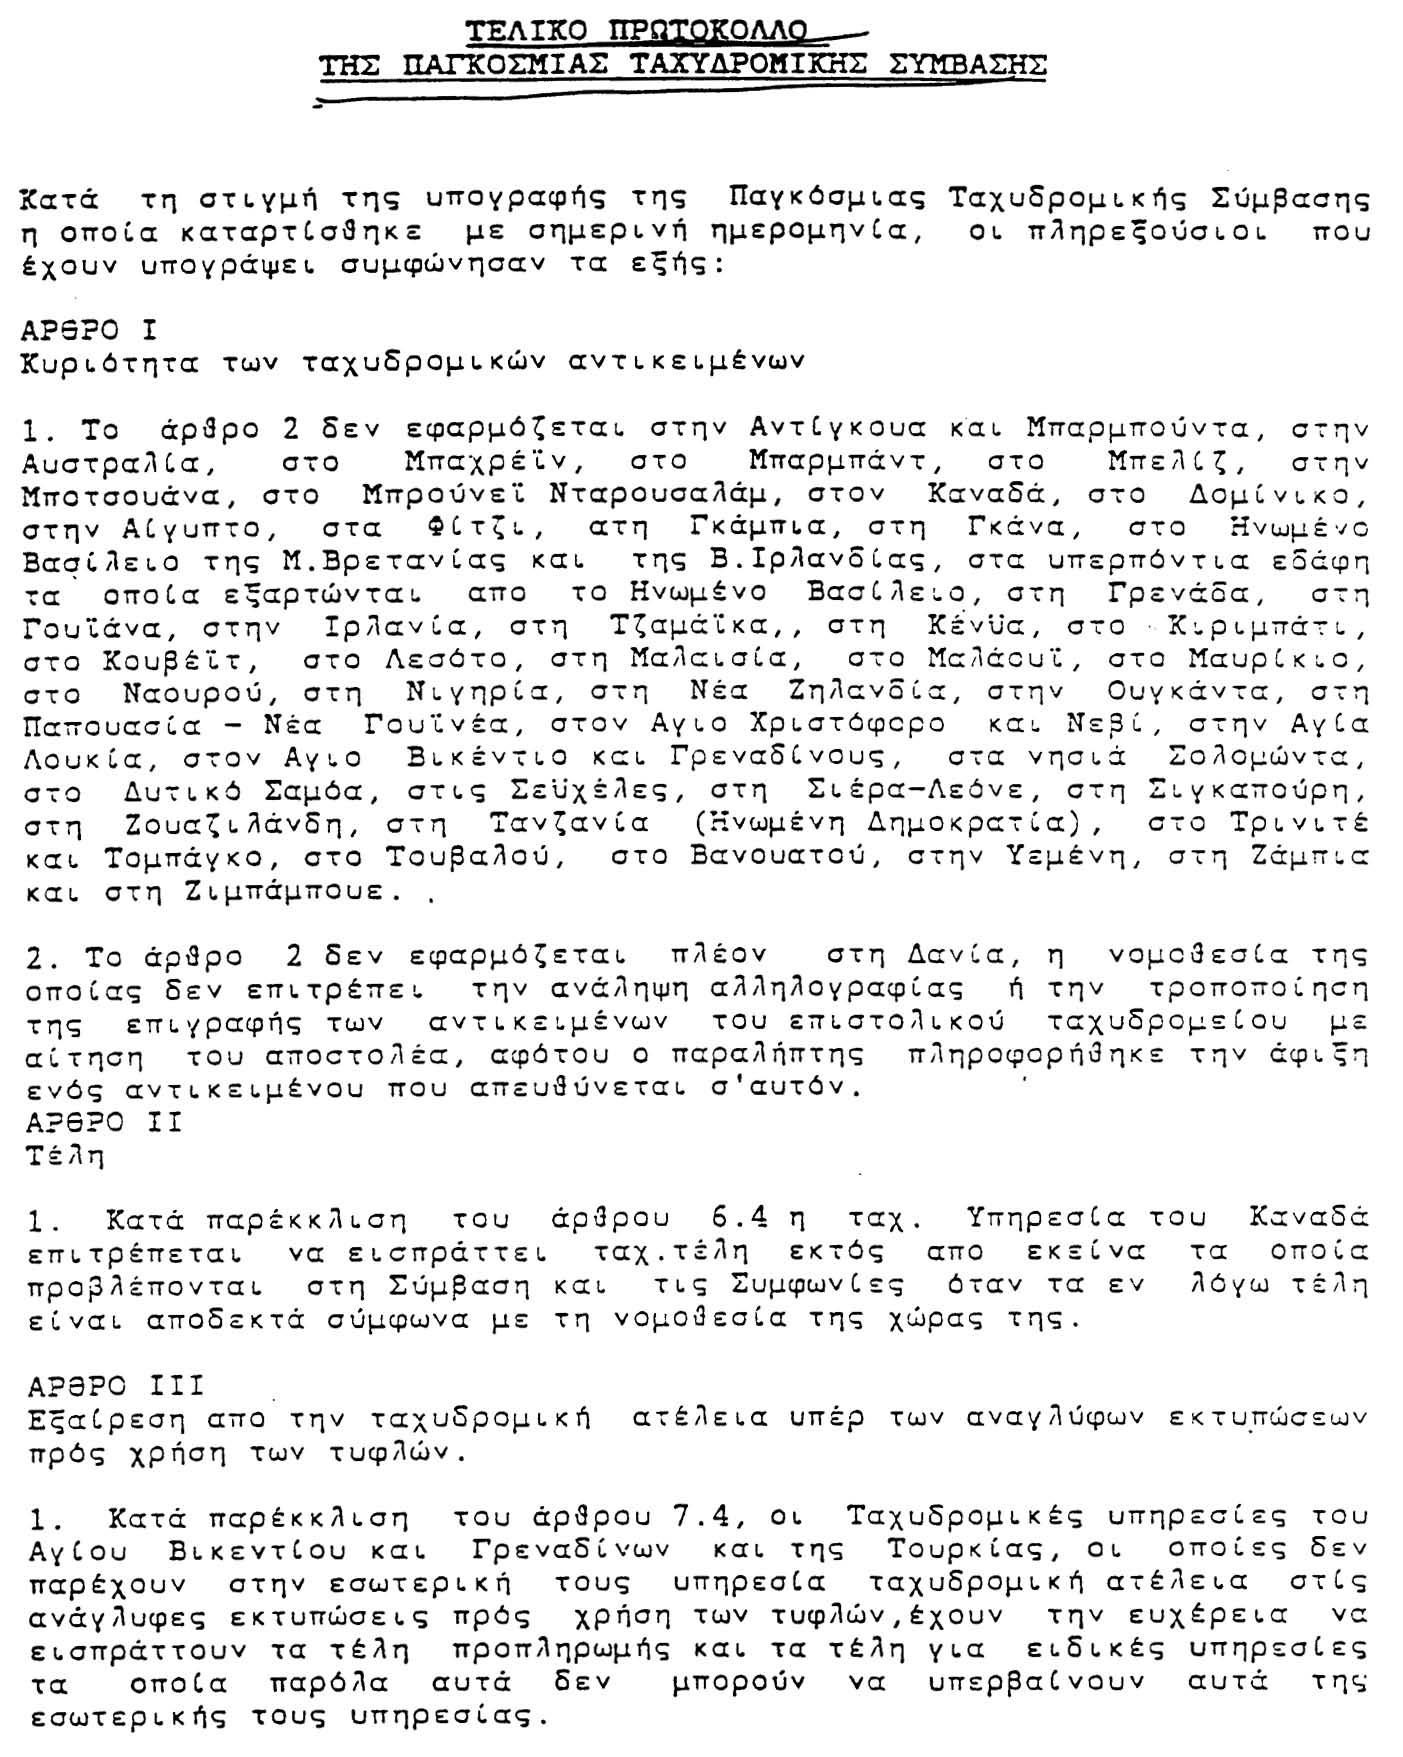 ΤΕΛΙΚΟ ΠΡΩΤΟΚΟΛΛΟ
ΤΗΣ ΠΑΓΚΟΣΜΙΑΣ ΤΑΧΥΔΡΟΜΙΚΗΣ ΣΥΜΒΑΣΗΣ
Κατά τη στιγμή της υπογραφής της Παγκόσμιας Ταχυδρομικής Σύμβασης
η οποία καταρτίσθηκε με σημερινή ημερομηνία, οι πληρεξούσιοι που
έχουν υπογράψει συμφώνησαν τα εξής:
ΑΡΘΡΟ Ι
Κυριότητα των ταχυδρομικών αντικειμένων
1. Το άρθρο 2 δεν εφαρμόζεται στην Αντίγκουα και Μπαρμπούντα, στην
Αυστραλία, στο Μπαχρέϊν, στο Μπαρμπάντ, στο Μπελίζ, στην
Μποτσουάνα, στο Μπρούνεϊ Νταρουσαλάμ, στον Καναδά, στο Δομίνικο,
στην Αίγυπτο, στα Φίτζι, ατη Γκάμπια, στη Γκάνα, στο Ηνωμένο
Βασίλειο της Μ.Βρετανίας και της Β.Ιρλανδίας, στα υπερπόντια εδάφη
τα οποία εξαρτώνται απο το Ηνωμένο Βασίλειο, στη Γρενάδα, στη
Γουϊάνα, στην Ιρλανία, στη Τζαμάϊκα,, στη Κένϋα, στο Κιριμπάτι,
στο Κουβέϊτ, στο Λεσότο, στη Μαλαισία, στο Μαλάουϊ, στο Μαυρίκιο,
στο Ναουρού, στη Νιγηρία, στη Νέα Ζηλανδία, στην Ουγκάντα, στη
Παπουασία - Νέα Γουϊνέα, στον Αγιο Χριστόφορο και Νεβί, στην Αγία
Λουκία, στον Αγιο Βικέντιο και Γρεναδίνους, στα νησιά Σολομώντα,
στο Δυτικό Σαμόα, στις Σεϋχέλες, στη Σιέρα-Λεόνε, στη Σιγκαπούρη,
στη Ζουαζιλάνδη, στη Τανζανία (Ηνωμένη Δημοκρατία), στο Τρινιτέ
και Τομπάγκο, στο Τουβαλού, στο Βανουατού, στην Υεμένη, στη Ζάμπια
και στη Ζιμπάμπουε. .
2. Το άρθρο 2 δεν εφαρμόζεται πλέον στη Δανία, η νομοθεσία της
οποίας δεν επιτρέπει την ανάληψη αλληλογραφίας ή την τροποποίηση
της επιγραφής των αντικειμένων του επιστολικού ταχυδρομείου με
αίτηση του αποστολέα, αφότου ο παραλήπτης πληροφορήθηκε την άφιξη
ενός αντικειμένου που απευθύνεται σ'αυτόν.
ΑΡΘΡΟ ΙΙ
Τέλη
1. Κατά παρέκκλιση του άρθρου 6.4 η ταχ. Υπηρεσία του Καναδά
επιτρέπεται να εισπράττει ταχ.τέλη εκτός απο εκείνα τα οποία
προβλέπονται στη Σύμβαση και τις Συμφωνίες όταν τα εν λόγω τέλη
είναι αποδεκτά σύμφωνα με τη νομοθεσία της χώρας της.
ΑΡΘΡΟ ΙΙΙ
Εξαίρεση απο την ταχυδρομική ατέλεια υπέρ των αναγλύφων εκτυπώσεων
πρός χρήση των τυφλών.
1. Κατά παρέκκλιση του άρθρου 7.4, οι Ταχυδρομικές υπηρεσίες του
Αγίου Βικεντίου και Γρεναδίνων και της Τουρκίας, οι οποίες δεν
παρέχουν στην εσωτερική τους υπηρεσία ταχυδρομική ατέλεια στίς
ανάγλυφες εκτυπώσεις πρός χρήση των τυφλών,έχουν την ευχέρεια να
εισπράττουν τα τέλη προπληρωμής και τα τέλη για ειδικές υπηρεσίες
τα οποία παρόλα αυτά δεν μπορούν να υπερβαίνουν αυτά της
εσωτερικής τους υπηρεσίας.